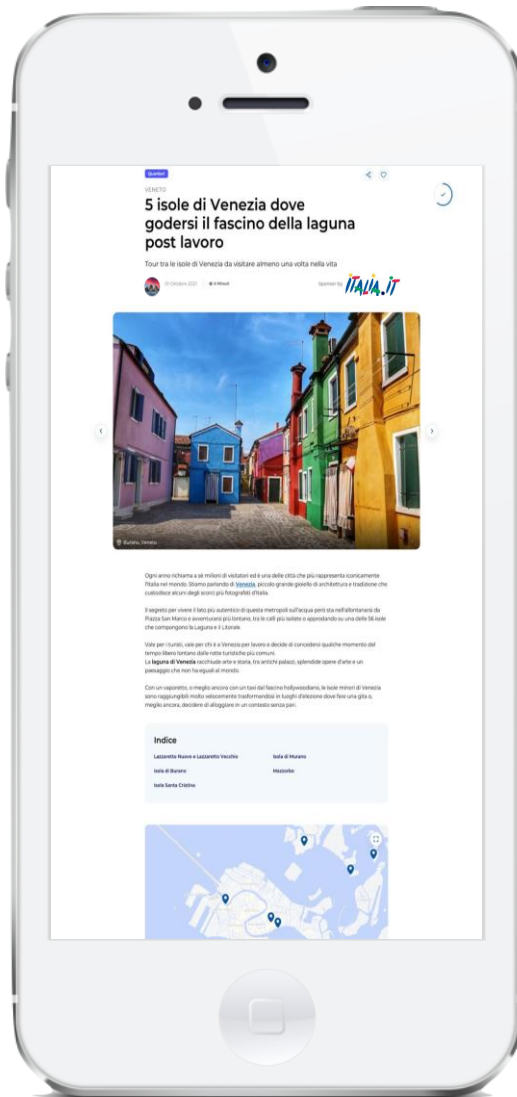 Quartieri
VENETO
5 isole di Venezia dove
godersi il fascino della laguna
post lavoro
Tour tra le isole di Venezia da visitare almeno una volta nella vita
01 Ottobre 2021
6 Minuti
Sponsor by
iTALiA.iT
Burano, Veneto
Ogni anno richiama a sé milioni di visitatori ed è una delle città che più rappresenta iconicamente
l'Italia nel mondo. Stiamo parlando di Venezia, piccolo grande gioiello di architettura e tradizione che
custodisce alcuni degli scorci più fotografati d'Italia.
Il segreto per vivere il lato più autentico di questa metropoli sull'acqua però sta nell'allontanarsi da
Piazza San Marco e avventurarsi più lontano, tra le calli più isolate o approdando su una delle 56 isole
che compongono la Laguna e il Litorale.
Vale per i turisti, vale per chi è a Venezia per lavoro e decide di concedersi qualche momento del
tempo libero lontano dalle rotte turistiche più comuni.
La laguna di Venezia racchiude arte e storia, tra antichi palazzi, splendide opere d'arte e un
paesaggio che non ha eguali al mondo.
Con un vaporetto, o meglio ancora con un taxi dal fascino hollywoodiano, le isole minori di Venezia
sono raggiungibili molto velocemente trasformandosi in luoghi d'elezione dove fare una gita o,
meglio ancora, decidere di alloggiare in un contesto senza pari.
Indice
Lazzaretto Nuovo e Lazzaretto Vecchio
Isola di Murano
Isola di Burano
Mazzorbo
Isola Santa Cristina